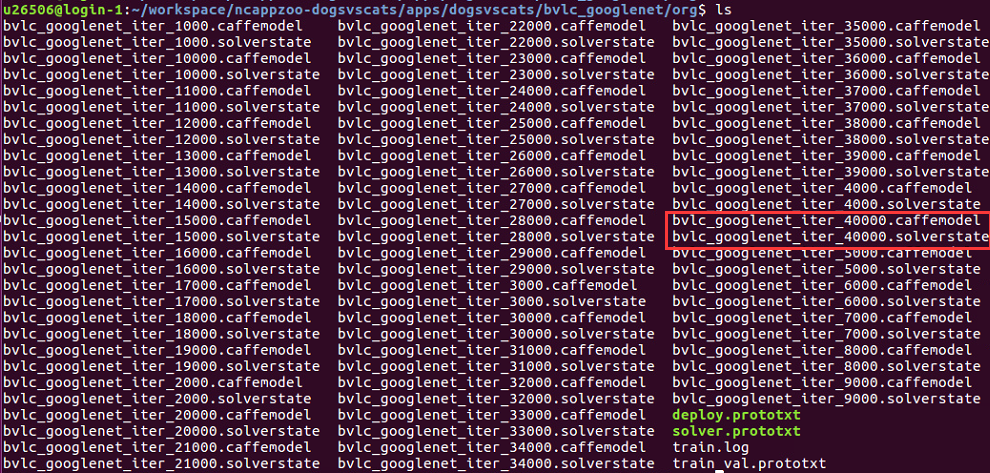 u26506@login-1:~/workspace/ncappzoo-dogsvscats/apps/dogsvscats/bvlc_googlenet/org$ ls
bvlc_googlenet_iter_1000.caffemodel bvlc_googlenet_iter_22000.caffemodel bvlc_googlenet_iter_35000.caffemodel
bvlc_googlenet_iter_1000.solverstate bvlc_googlenet_iter_22000.solverstate bvlc_googlenet_iter_35000.solverstate
bvlc_googlenet_iter_10000.caffemodel bvlc_googlenet_iter_23000.caffemodel bvlc_googlenet_iter_36000.caffemodel
bvlc_googlenet_iter_10000.solverstate bvlc_googlenet_iter_23000.solverstate bvlc_googlenet_iter_36000.solverstate
bvlc_googlenet_iter_11000.caffemodel bvlc_googlenet_iter_24000.caffemodel bvlc_googlenet_iter_37000.caffemodel
bvlc_googlenet_iter_11000.solverstate bvlc_googlenet_iter_24000.solverstate bvlc_googlenet_iter_37000.solverstate
bvlc_googlenet_iter_12000.caffemodel bvlc_googlenet_iter_25000.caffemodel bvlc_googlenet_iter_38000.caffemodel
bvlc_googlenet_iter_12000.solverstate bvlc_googlenet_iter_25000.solverstate bvlc_googlenet_iter_38000.solverstate
bvlc_googlenet_iter_13000.caffemodel bvlc_googlenet_iter_26000.caffemodel bvlc_googlenet_iter_39000.caffemodel
bvlc_googlenet_iter_13000.solverstate bvlc_googlenet_iter_26000.solverstate bvlc_googlenet_iter_39000.solverstate
bvlc_googlenet_iter_14000.caffemodel bvlc_googlenet_iter_27000.caffemodel bvlc_googlenet_iter_4000.caffemodel
bvlc_googlenet_iter_14000.solverstate bvlc_googlenet_iter_27000.solverstate bvlc_googlenet_iter_4000.solverstate
bvlc_googlenet_iter_15000.caffemodel bvlc_googlenet_iter_28000.caffemodel bvlc_googlenet_iter_40000.caffemodel
bvlc_googlenet_iter_15000.solverstate bvlc_googlenet_iter_28000.solverstate bvlc_googlenet_iter_40000.solverstate
bvlc_googlenet_iter_16000.caffemodel bvlc_googlenet_iter_29000.caffemodel bvlc_googlenet_iter_5000.caffemodel
bvlc_googlenet_iter_16000.solverstate bvlc_googlenet_iter_29000.solverstate bvlc_googlenet_iter_5000.solverstate
bvlc_googlenet_iter_17000.caffemodel bvlc_googlenet_iter_3000.caffemodel bvlc_googlenet_iter_6000.caffemodel
bvlc_googlenet_iter_17000.solverstate bvlc_googlenet_iter_3000.solverstate bvlc_googlenet_iter_6000.solverstate
bvlc_googlenet_iter_18000.caffemodel bvlc_googlenet_iter_30000.caffemodel bvlc_googlenet_iter_7000.caffemodel
bvlc_googlenet_iter_18000.solverstate bvlc_googlenet_iter_30000.solverstate bvlc_googlenet_iter_7000.solverstate
bvlc_googlenet_iter_19000.caffemodel bvlc_googlenet_iter_31000.caffemodel bvlc_googlenet_iter_8000.caffemodel
bvlc_googlenet_iter_19000.solverstate bvlc_googlenet_iter_31000.solverstate bvlc_googlenet_iter_8000.solverstate
bvlc_googlenet_iter_2000.caffemodel bvlc_googlenet_iter_32000.caffemodel bvlc_googlenet_iter_9000.caffemodel
bvlc_googlenet_iter_2000.solverstate bvlc_googlenet_iter_32000.solverstate bvlc_googlenet_iter_9000.solverstate
bvlc_googlenet_iter_20000.caffemodel bvlc_googlenet_iter_33000.caffemodel deploy.prototxt
bvlc_googlenet_iter_20000.solverstate bvlc_googlenet_iter_33000.solverstate solver.prototxt
bvlc_googlenet_iter_21000.caffemodel bvlc_googlenet_iter_34000.caffemodel train.log
bvlc_googlenet_iter_21000.solverstate bvlc_googlenet_iter_34000.solverstate train_val.prototxt